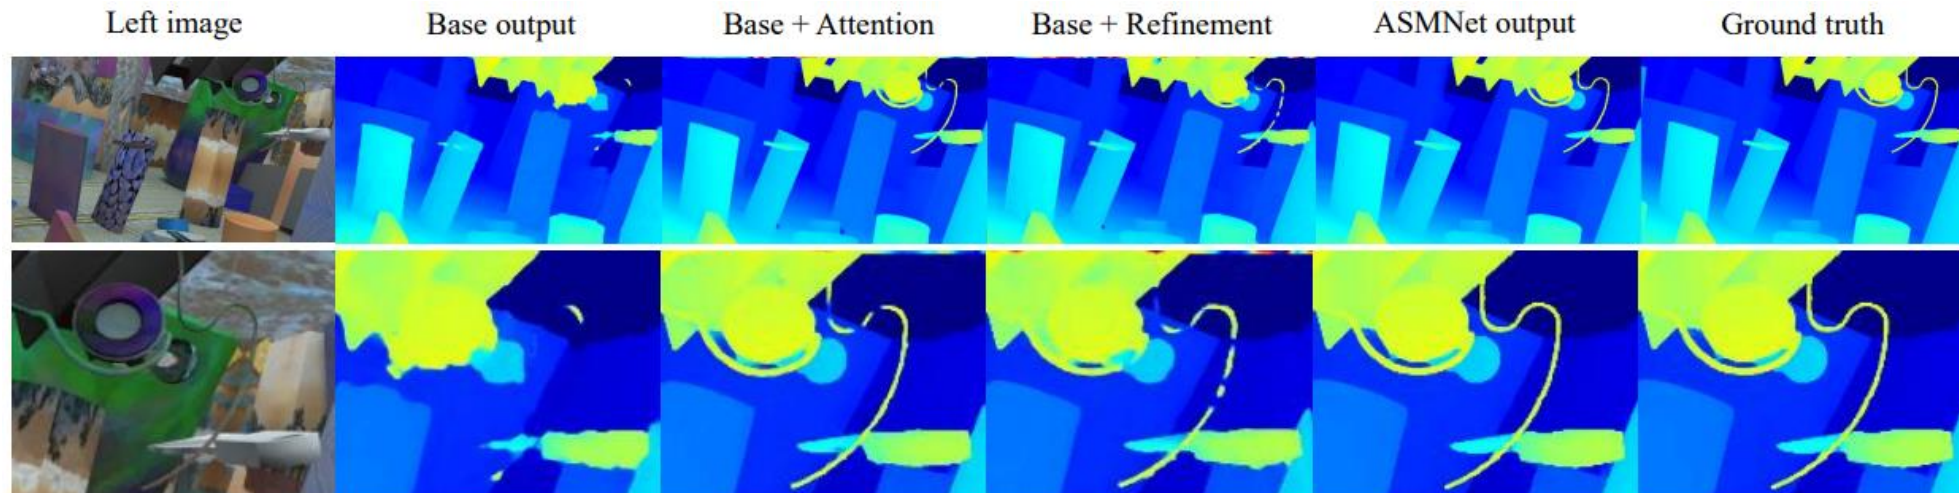 Left image Base output Base + Attention Base + Refinement ASMNet output Ground truth